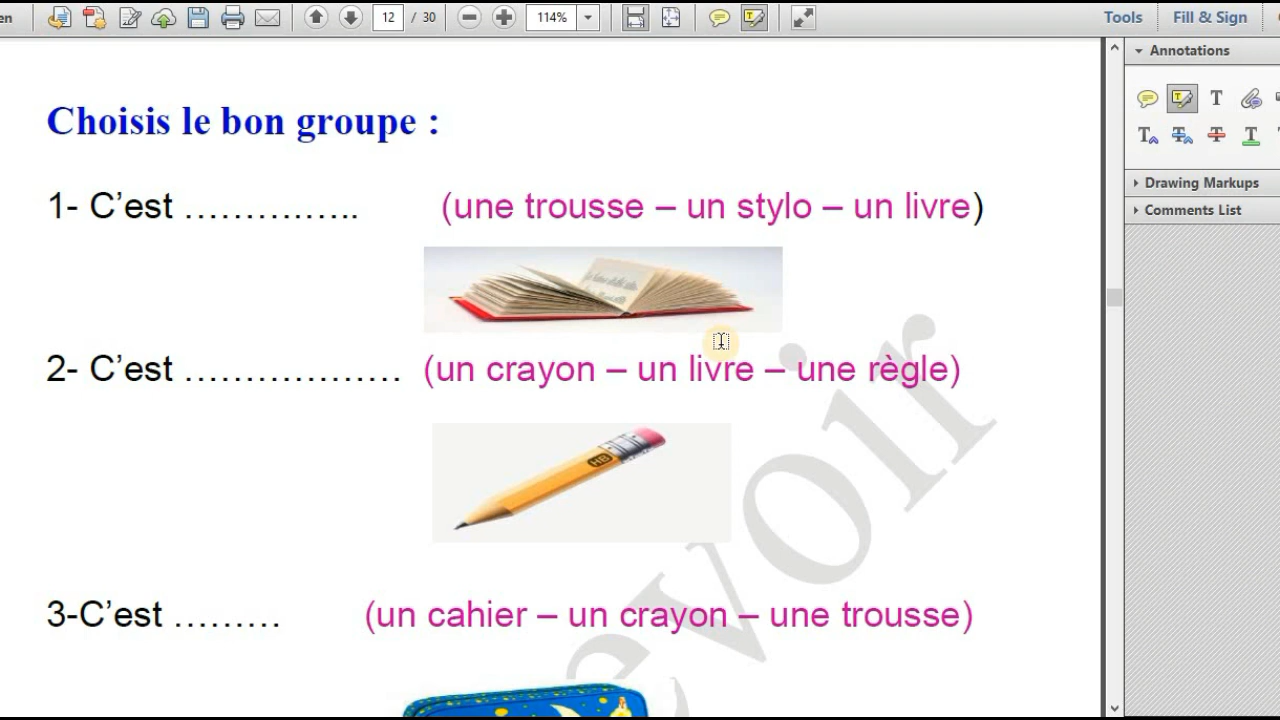 en
12 / 30
114%
Tools
Fill & Sign
Annotations
T
Drawing Markups
Comments List
Choisis le bon groupe :
1- C’est ……………..  (une trousse – un stylo – un livre)
2- C’est ………………  (un crayon – un livre – une règle)
HB
3-C’est ………  (un cahier – un crayon – une trousse)
evoir